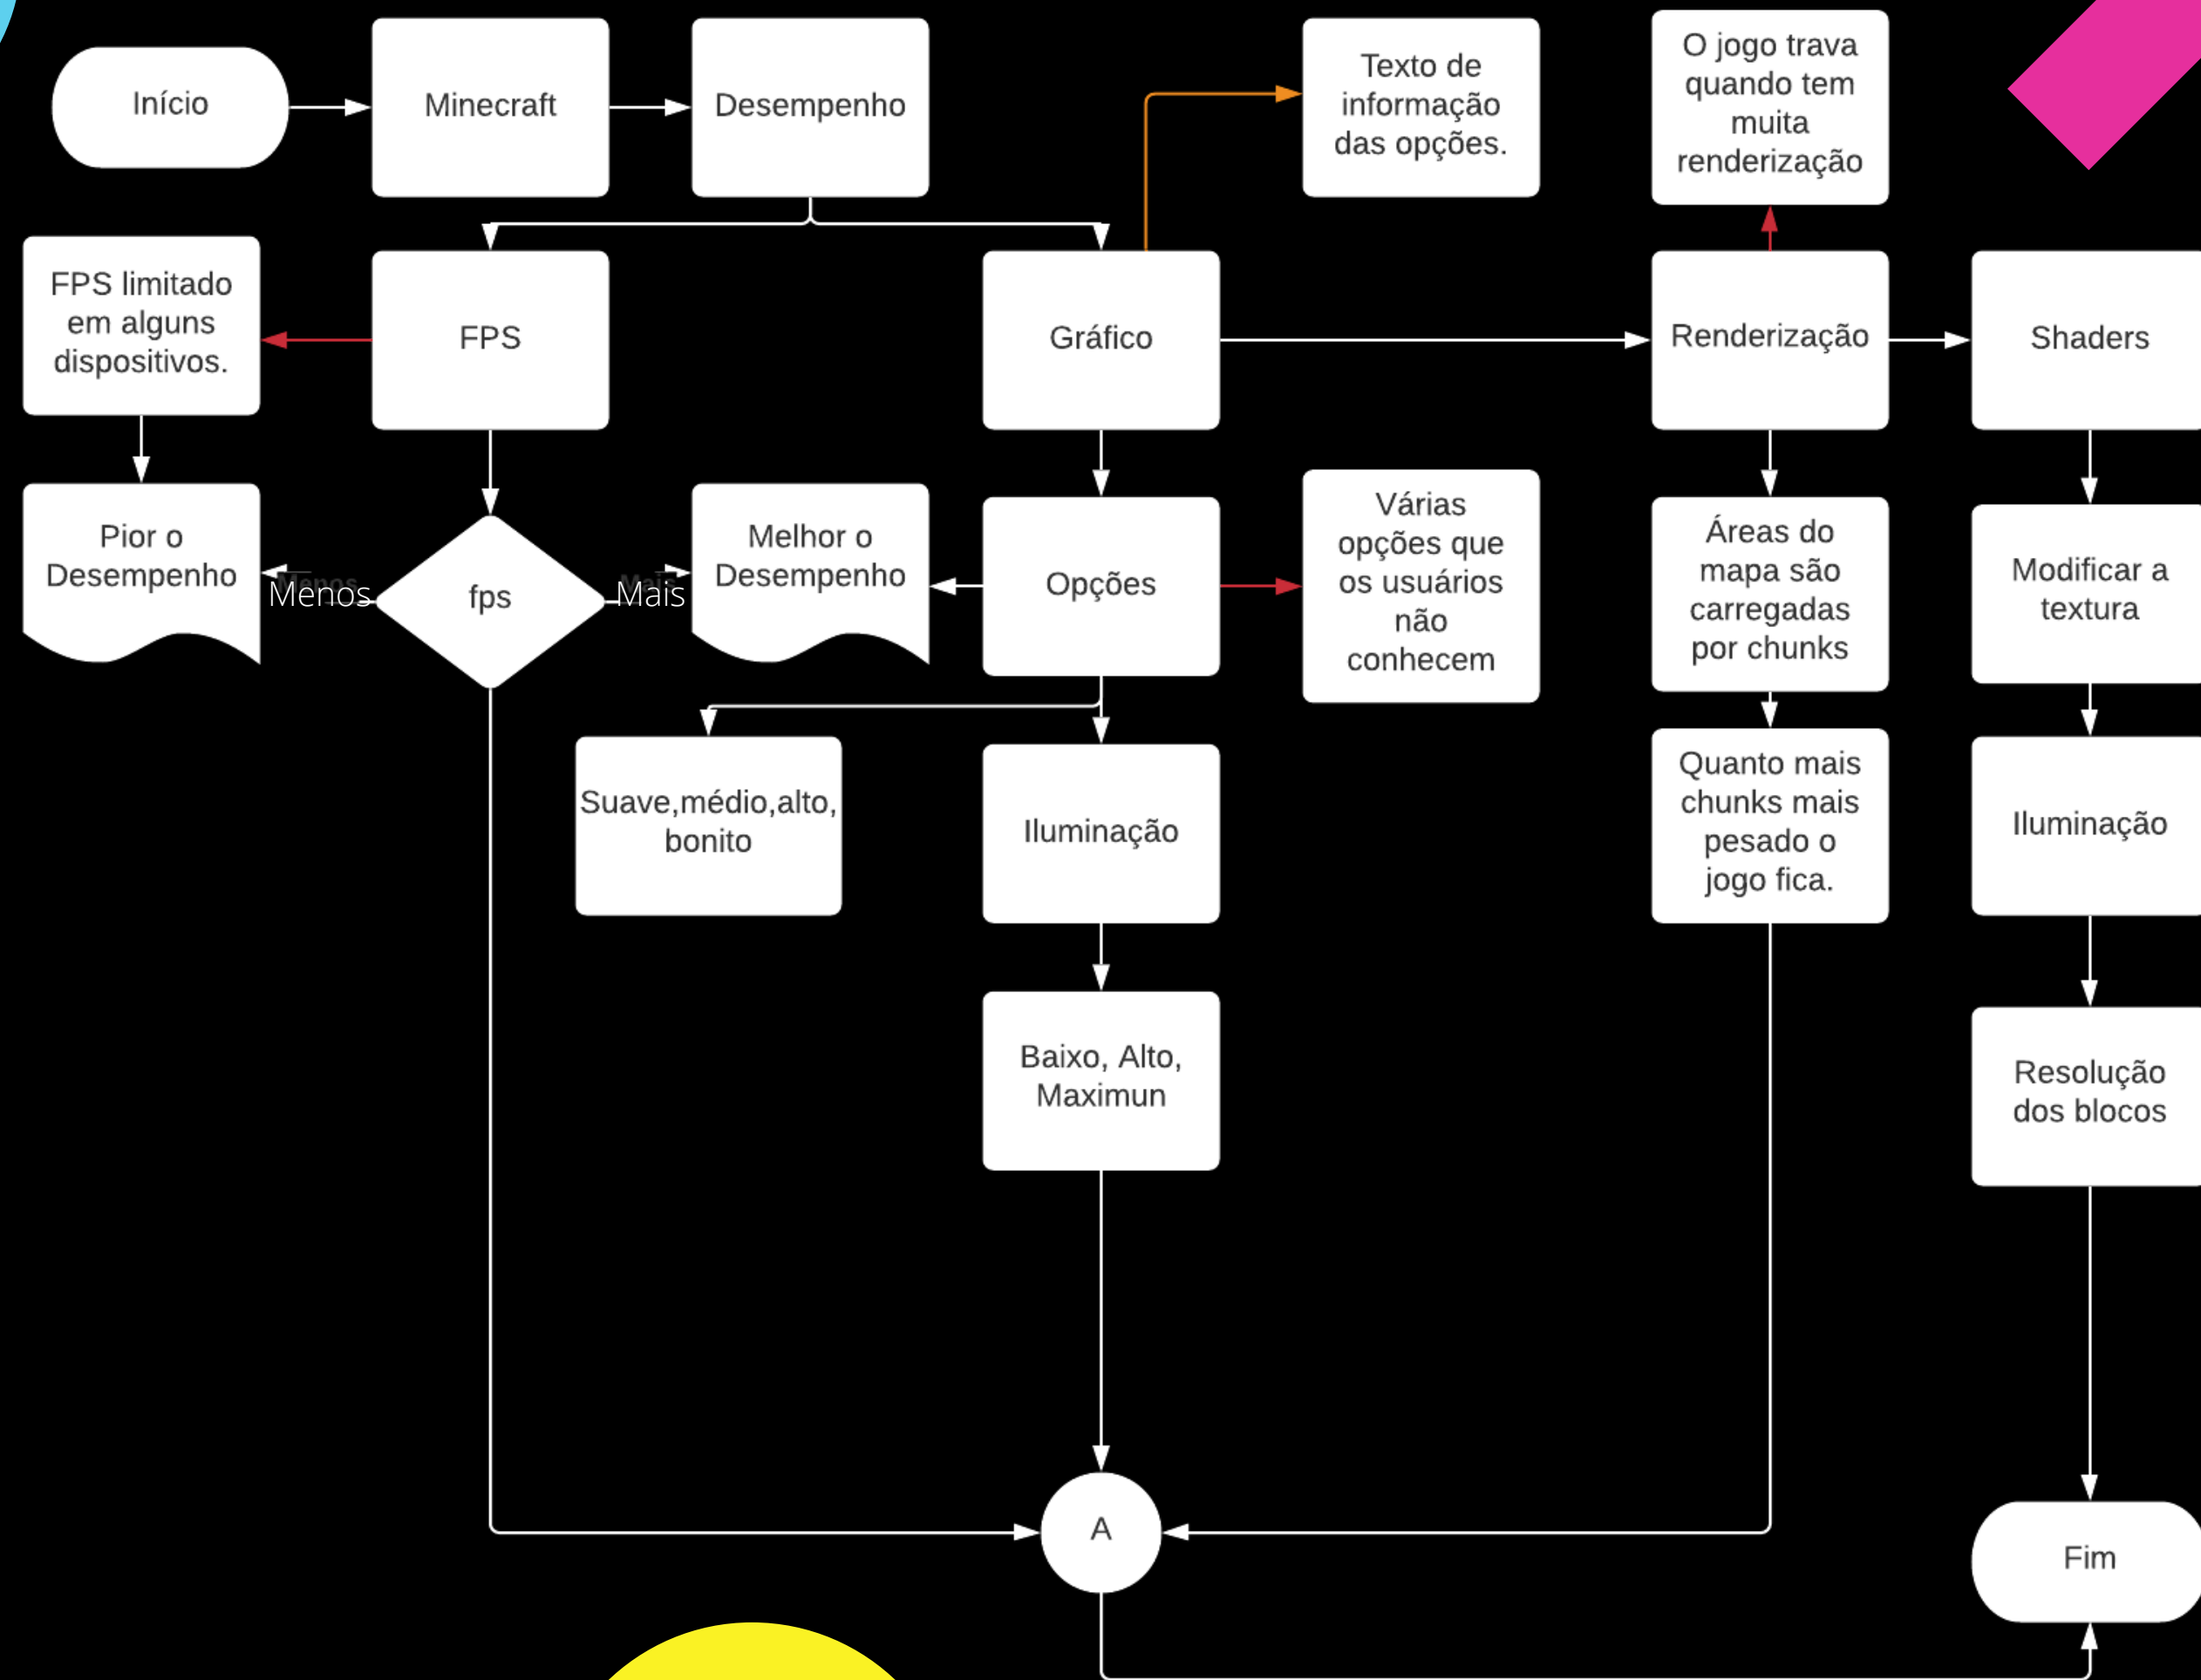 Início
Minecraft
Desempenho
Texto de
informação
das opções.
O jogo trava
quando tem
muita
renderização
FPS limitado
em alguns
dispositivos.
FPS
Gráfico
Renderização
Shaders
Pior o
Desempenho
Menos
Menos
fps
Mais
Mais
Melhor o
Desempenho
Opções
Várias
opções que
os usuários
não
conhecem
Áreas do
mapa são
carregadas
por chunks
Modificar a
textura
Suave,médio,alto,
bonito
Iluminação
Quanto mais
chunks mais
pesado o
jogo fica.
Iluminação
Baixo, Alto,
Maximun
Resolução
dos blocos
A
Fim